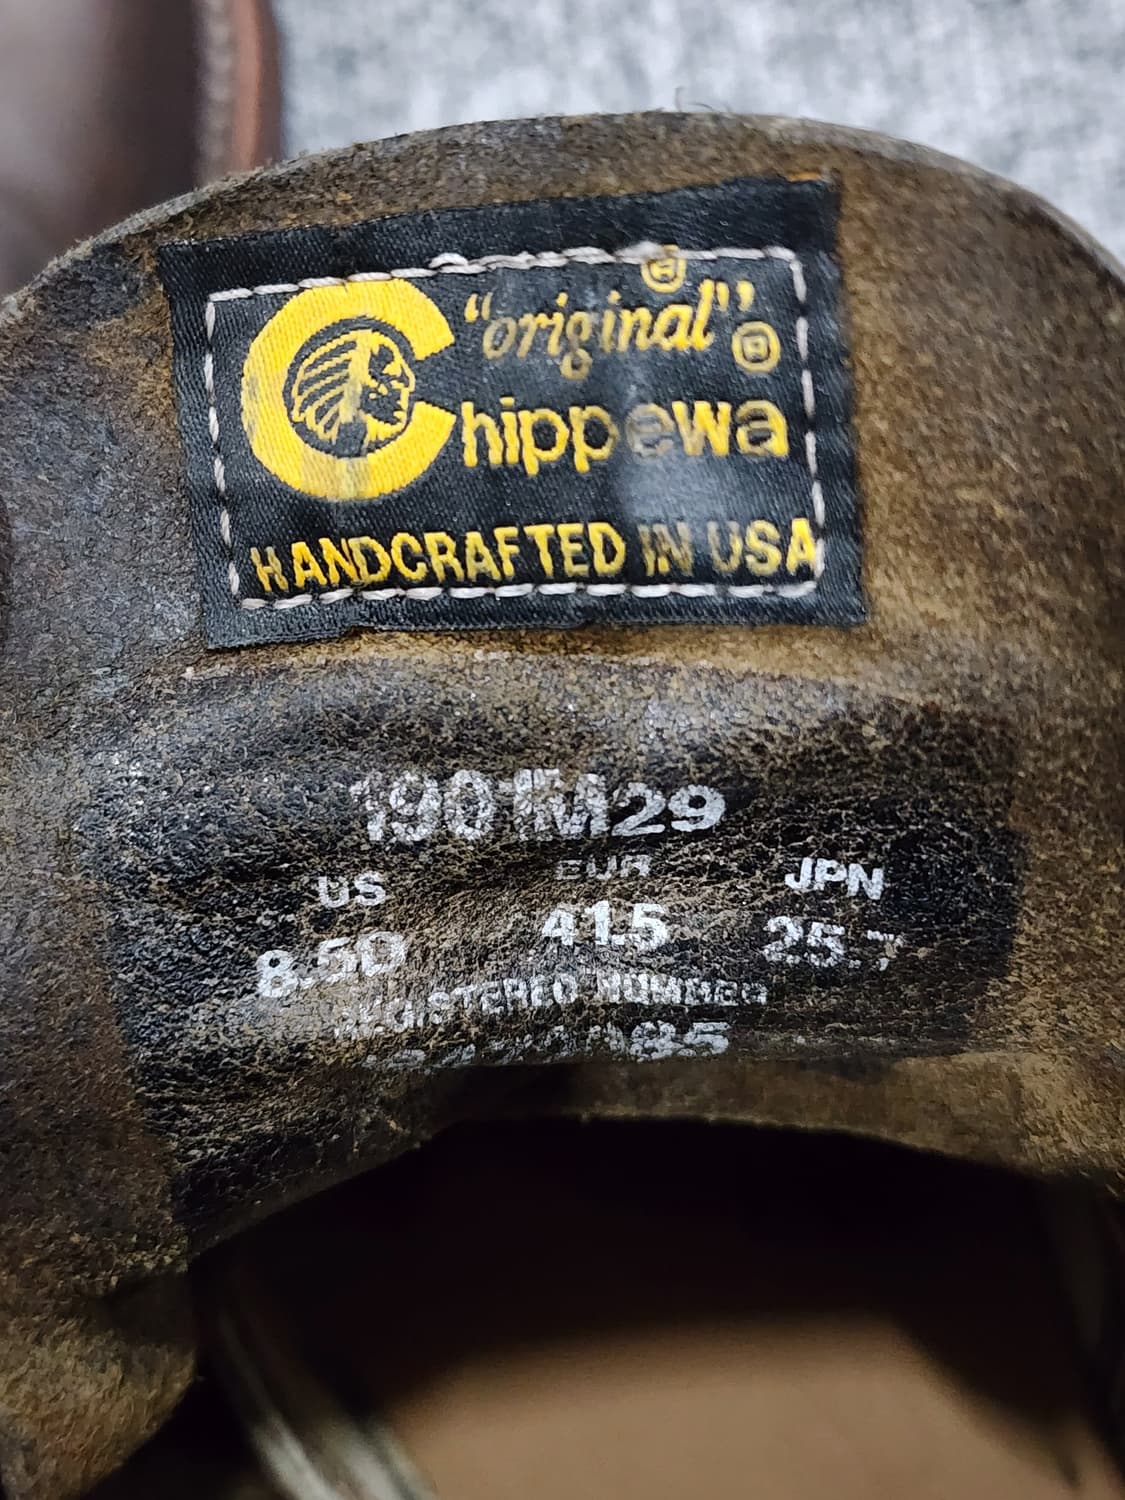 "original" ®
®
Chippewa
HANDCRAFTED IN USA
1901M29
US EUR JPN
8.5D 41.5 25.7
REGISTERED NUMBER